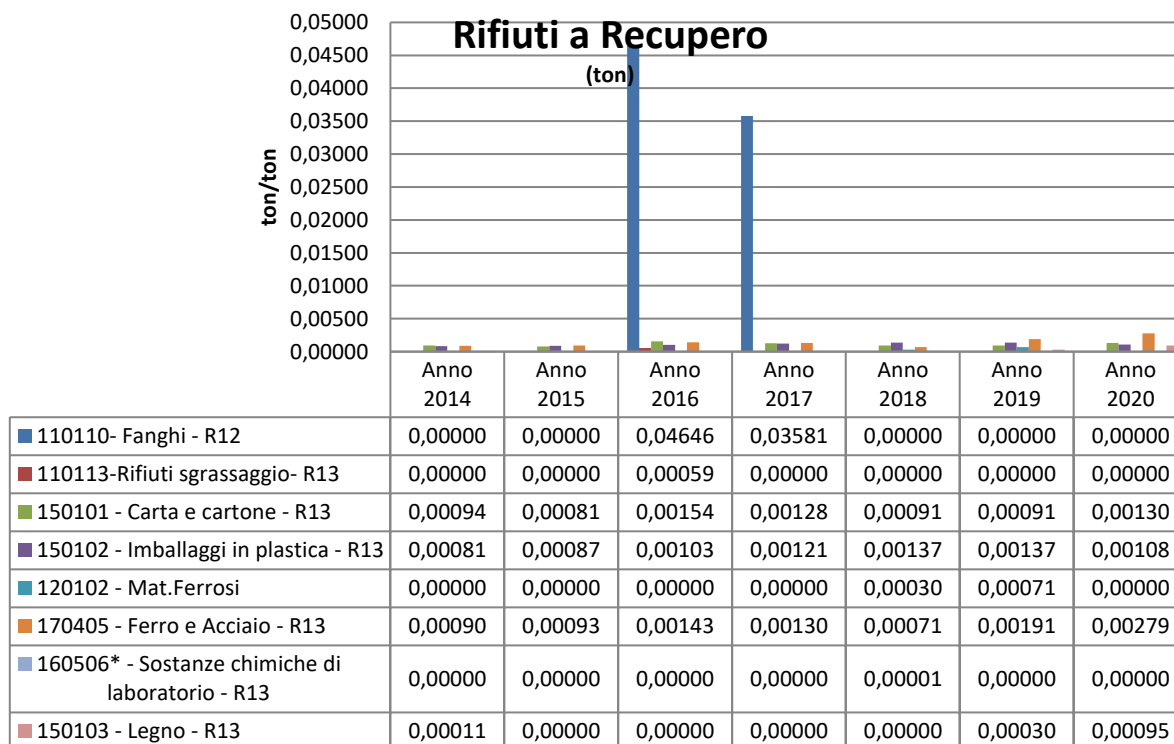 Rifiuti a Recupero
(ton)
ton/ton
0,05000
0,04500
0,04000
0,03500
0,03000
0,02500
0,02000
0,01500
0,01000
0,00500
0,00000
Anno 2014 Anno 2015 Anno 2016 Anno 2017 Anno 2018 Anno 2019 Anno 2020
110110- Fanghi - R12 0,00000 0,00000 0,04646 0,03581 0,00000 0,00000 0,00000
110113-Rifiuti sgrassaggio- R13 0,00000 0,00000 0,00059 0,00000 0,00000 0,00000 0,00000
150101 - Carta e cartone - R13 0,00094 0,00081 0,00154 0,00128 0,00091 0,00091 0,00130
150102 - Imballaggi in plastica - R13 0,00081 0,00087 0,00103 0,00121 0,00137 0,00137 0,00108
120102 - Mat.Ferrosi 0,00000 0,00000 0,00000 0,00000 0,00030 0,00071 0,00000
170405 - Ferro e Acciaio - R13 0,00090 0,00093 0,00143 0,00130 0,00071 0,00191 0,00279
160506* - Sostanze chimiche di
laboratorio - R13 0,00000 0,00000 0,00000 0,00000 0,00001 0,00000 0,00000
150103 - Legno - R13 0,00011 0,00000 0,00000 0,00000 0,00000 0,00030 0,00095